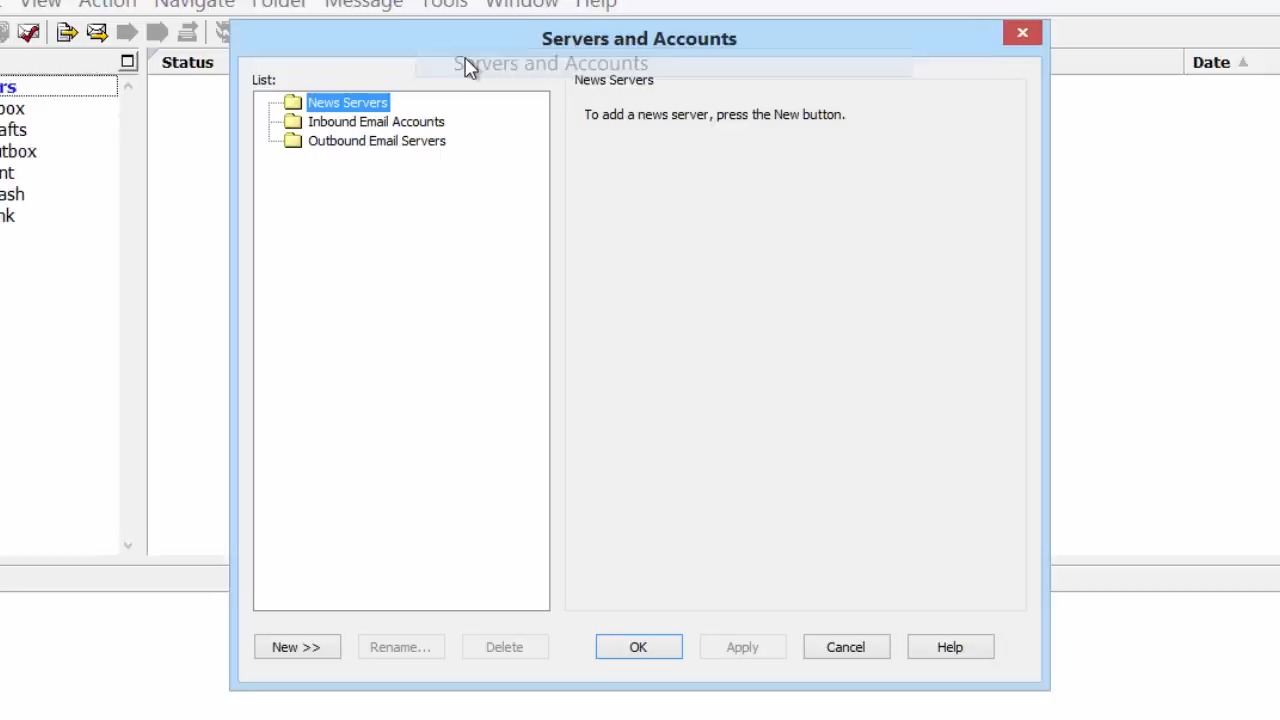 View Action Navigate Folder Message Tools Window Help
Servers and Accounts
Servers and Accounts
Status
Date
rs
box
afts
utbox
nt
ash
nk
List:
News Servers
Inbound Email Accounts
Outbound Email Servers
News Servers
To add a news server, press the New button.
New >>
Rename...
Delete
OK
Apply
Cancel
Help